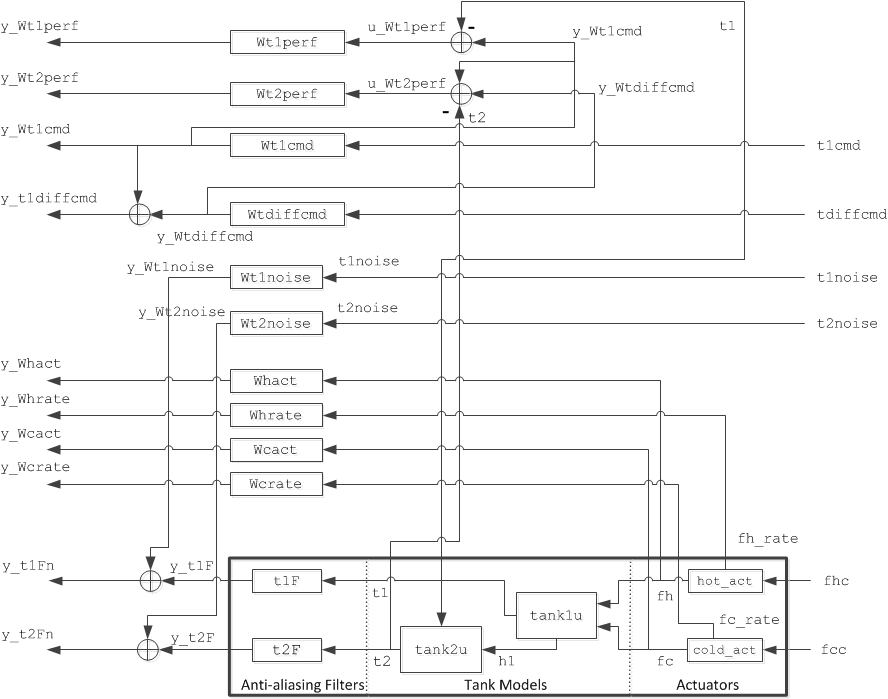 t1
y_Wt1perf
Wt1perf
u_Wt1perf
-
y_Wt1cmd
y_Wt2perf
Wt2perf
u_Wt2perf
y_Wtdiffcmd
-
t2
y_Wt1cmd
Wt1cmd
t1cmd
y_t1diffcmd
Wtdiffcmd
tdiffcmd
y_Wtdiffcmd
y_Wt1noise
Wt1noise
t1noise
t1noise
y_Wt2noise
Wt2noise
t2noise
t2noise
y_Whact
Whact
y_Whrate
Whrate
y_Wcact
Wcact
y_Wcrate
Wcrate
fh_rate
y_t1Fn
y_t1F
t1F
t1
tank1u
fh
hot_act
fhc
fc_rate
y_t2Fn
y_t2F
t2F
t2
tank2u
h1
fc
cold_act
fcc
Anti-aliasing Filters
Tank Models
Actuators